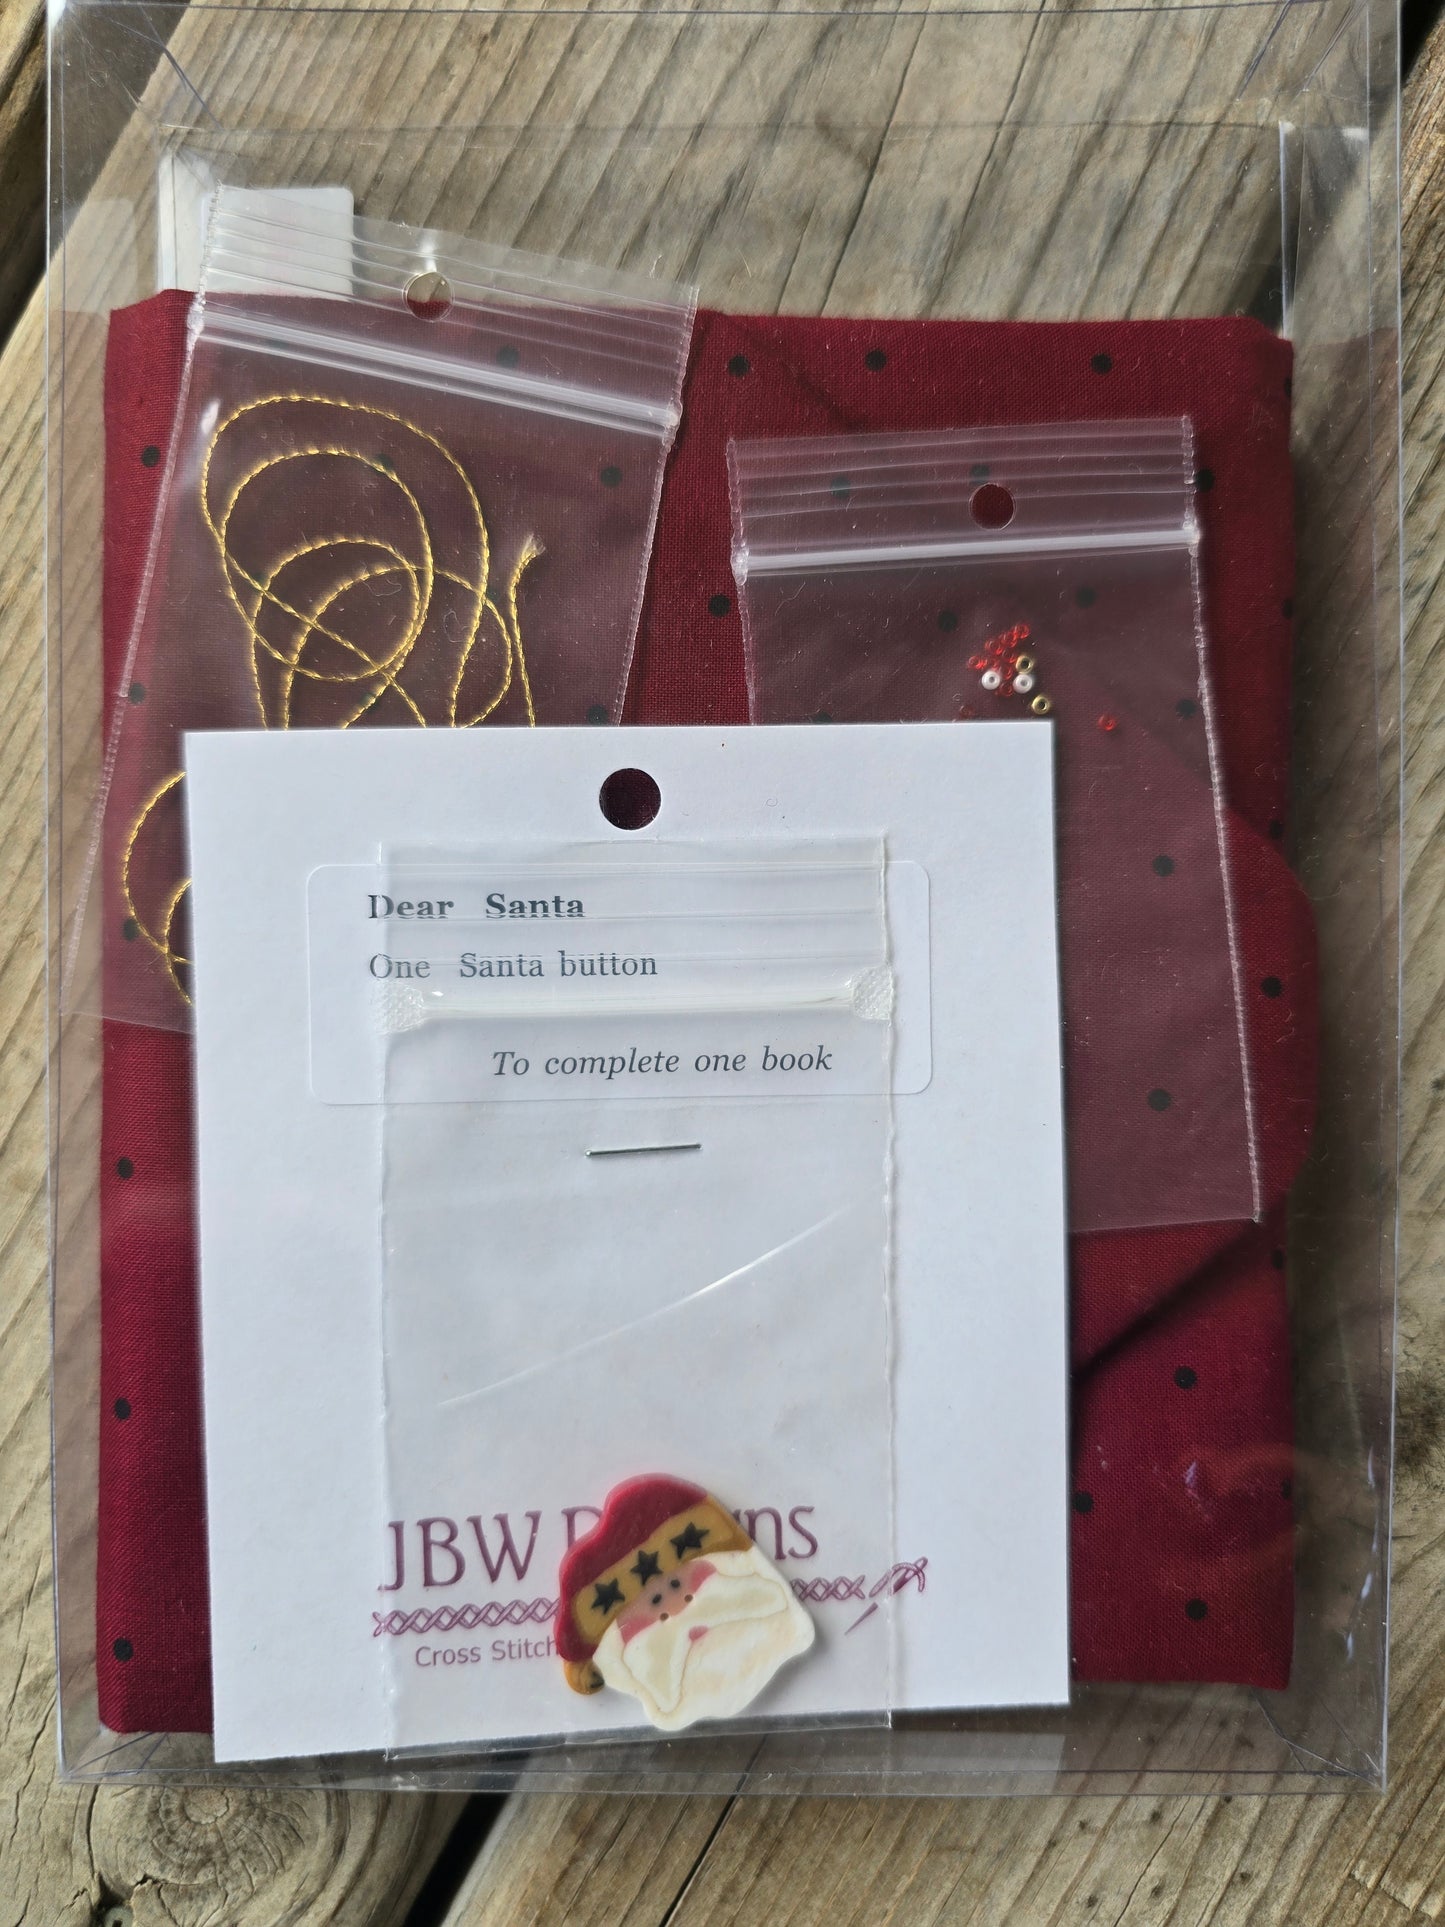 Dear Santa
One Santa button
To complete one book
JBW
Cross Stitch